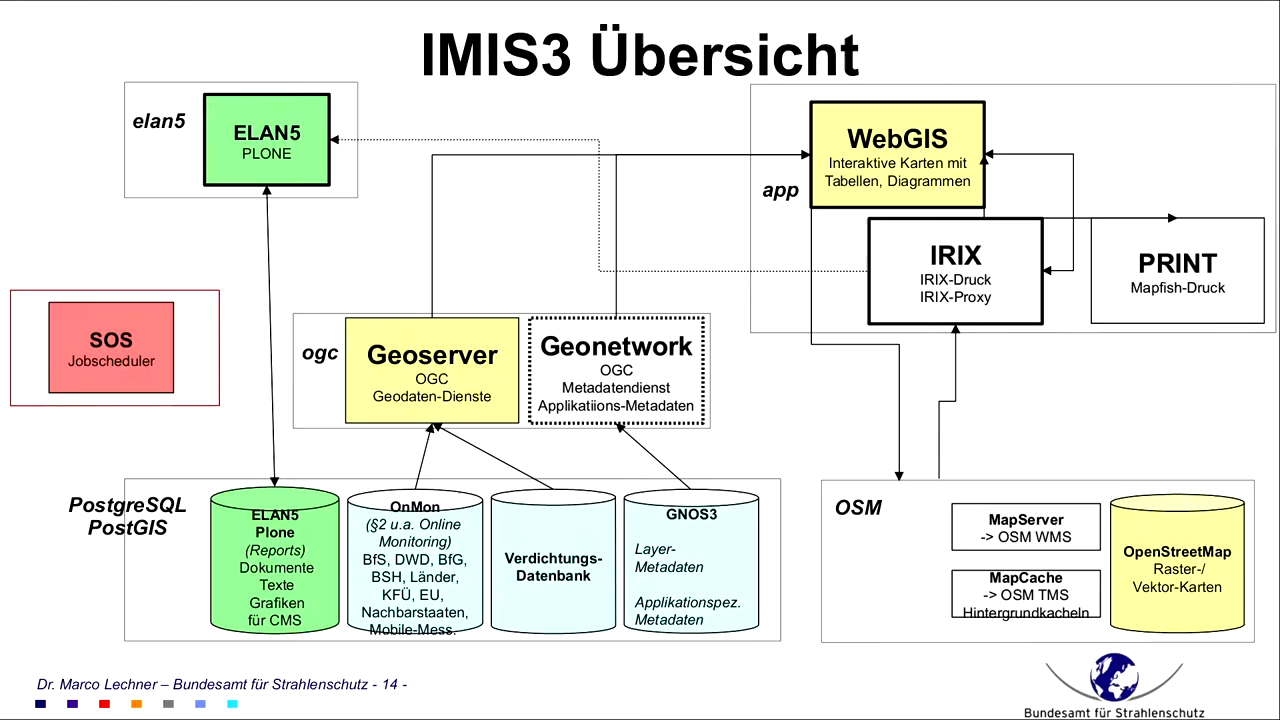 IMIS3 Übersicht
elan5
ELAN5
PLONE
WebGIS
Interaktive Karten mit
Tabellen, Diagrammen
app
IRIX
IRIX-Druck
IRIX-Proxy
PRINT
Mapfish-Druck
SOS
Jobscheduler
ogc
Geoserver
OGC
Geodaten-Dienste
Geonetwork
OGC
Metadatendienst
Applikatiions-Metadaten
PostgreSQL
PostGIS
ELAN5
Plone
(Reports)
Dokumente
Texte
Grafiken
für CMS
OnMon
(§2 u.a. Online
Monitoring)
BfS, DWD, BfG,
BSH, Länder,
KFÜ, EU,
Nachbarstaaten,
Mobile-Mess.
Verdichtungs-
Datenbank
GNOS3
Layer-
Metadaten
Applikationspez.
Metadaten
OSM
MapServer
-> OSM WMS
MapCache
-> OSM TMS
Hintergrundkacheln
OpenStreetMap
Raster-/
Vektor-Karten
Dr. Marco Lechner – Bundesamt für Strahlenschutz - 14 -
Bundesamt für Strahlenschutz